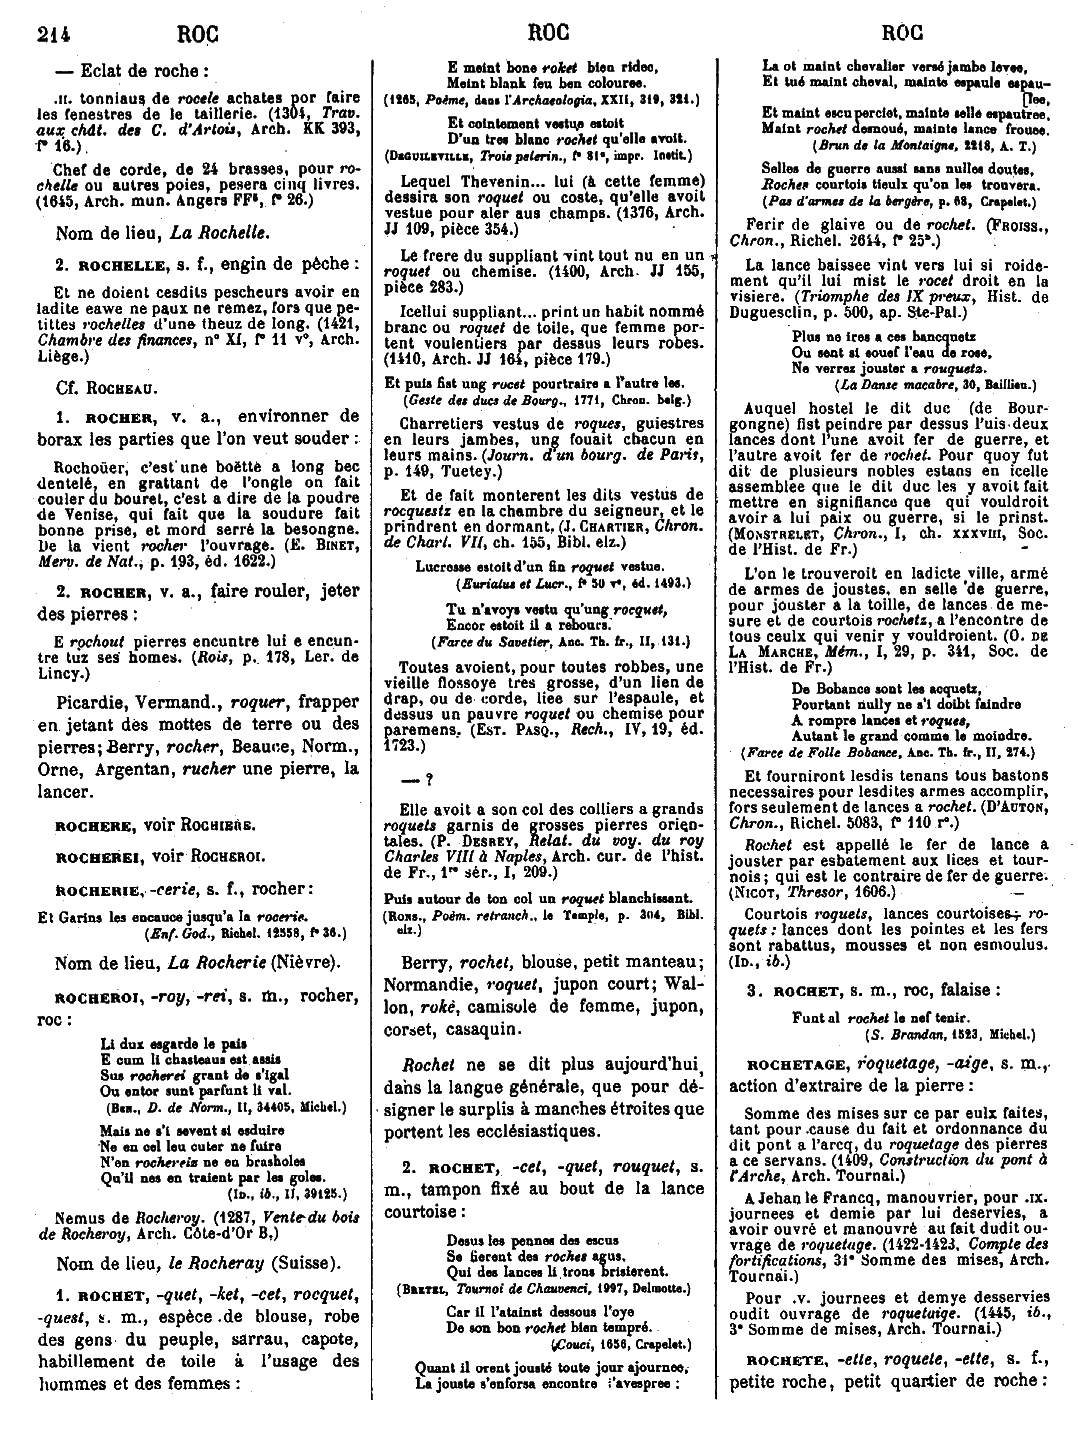 214 ROC ROC ROC
— Eclat de roche :
.II. tonniaus de rocele achates por faire
les fenestres de le taillerie. (1304, Trav.
aux chât. des C. d'Artois, Arch. KK 393,
f° 16.)
Chef de corde, de 24 brasses, pour ro-
chelle ou autres poies, pesera cinq livres.
(1645, Arch. mun. Angers FF⁵, f° 26.)
Nom de lieu, La Rochelle.
2. ROCHELLE, s. f., engin de pêche :
Et ne doient cesdits pescheurs avoir en
ladite eawe ne paux ne remez, fors que pe-
tittes rochelles d'une theuz de long. (1421,
Chambre des finances, n° XI, f° 11 v°, Arch.
Liège.)
Cf. ROCHEAU.
1. ROCHER, v. a., environner de
borax les parties que l'on veut souder :
Rochoüer, c'est une boëtte a long bec
dentelé, en grattant de l'ongle on fait
couler du bouret, c'est a dire de la poudre
de Venise, qui fait que la soudure fait
bonne prise, et mord serré la besongne.
De la vient rocher l'ouvrage. (E. BINET,
Merv. de Nat., p. 193, éd. 1622.)
2. ROCHER, v. a., faire rouler, jeter
des pierres :
E rochout pierres encuntre lui e encun-
tre tuz ses homes. (Rois, p. 178, Ler. de
Lincy.)
Picardie, Vermand., roquer, frapper
en jetant des mottes de terre ou des
pierres; Berry, rocher, Beauce, Norm.,
Orne, Argentan, rucher une pierre, la
lancer.
ROCHERE, voir ROCHIERE.
ROCHEREI, voir ROCHEROI.
ROCHERIE, -cerie, s. f., rocher :
Et Garins les encauce jusqu'a la rocerie.
(Enf. God., Richel. 12558, f° 36.)
Nom de lieu, La Rocherie (Nièvre).
ROCHEROI, -roy, -rei, s. m., rocher,
roc :
Li dux esgarde le païs
E cum li chasteaus est assis
Sus rocherei grant de s'igal
Ou entor sunt parfunt li val.
(BEN., D. de Norm., II, 34405, Michel.)
Mais ne s'i sevent si esduire
Ne en cel leu cuter ne fuire
N'en rochereiz ne en brasholes
Qu'il nes en traient par les goles.
(ID., ib., II, 39125.)
Nemus de Rocheroy. (1287, Vente du bois
de Rocheroy, Arch. Côte-d'Or B.)
Nom de lieu, le Rocheray (Suisse).
1. ROCHET, -quet, -ket, -cet, rocquet,
-quest, s. m., espèce de blouse, robe
des gens du peuple, sarrau, capote,
habillement de toile à l'usage des
hommes et des femmes :
E meint bone roket bien ridee,
Meint blank feu ben colouree.
(1265, Poème, dans l'Archaeologia, XXII, 319, 321.)
Et cointement vestue estoit
D'un tres blanc rochet qu'elle avoit.
(DEGUILEVILLE, Trois pelerin., f° 81ᵃ, impr. Instit.)
Lequel Thevenin... lui (à cette femme)
dessira son roquet ou coste, qu'elle avoit
vestue pour aler aus champs. (1376, Arch.
JJ 109, pièce 354.)
Le frere du suppliant vint tout nu en un
roquet ou chemise. (1400, Arch. JJ 155,
pièce 283.)
Icellui suppliant... print un habit nommé
branc ou roquet de toile, que femme por-
tent voulentiers par dessus leurs robes.
(1410, Arch. JJ 164, pièce 179.)
Et puis fist ung rucet pourtraire a l'autre les.
(Geste des ducs de Bourg., 1771, Chron. belg.)
Charretiers vestus de roques, guiestres
en leurs jambes, ung fouait chacun en
leurs mains. (Journ. d'un bourg. de Paris,
p. 149, Tuetey.)
Et de fait monterent les dits vestus de
rocquestz en la chambre du seigneur, et le
prindrent en dormant. (J. CHARTIER, Chron.
de Charl. VII, ch. 155, Bibl. elz.)
Lucresse estoit d'un fin roquet vestue.
(Eurialus et Lucr., f° 50 r°, éd. 1493.)
Tu n'avoys vestu qu'ung rocquet,
Encor estoit il a rebours.
(Farce du Savetier, Anc. Th. fr., II, 131.)
Toutes avoient, pour toutes robbes, une
vieille flossoye tres grosse, d'un lien de
drap, ou de corde, liee sur l'espaule, et
dessus un pauvre roquet ou chemise pour
paremens. (EST. PASQ., Rech., IV, 19, éd.
1723.)
— ?
Elle avoit a son col des colliers a grands
roquets garnis de grosses pierres orien-
tales. (P. DESREY, Relat. du voy. du roy
Charles VIII à Naples, Arch. cur. de l'hist.
de Fr., 1ʳᵉ sér., I, 209.)
Puis autour de ton col un roquet blanchissant.
(RONS., Poèm. retranch., le Temple, p. 304, Bibl.
elz.)
Berry, rochet, blouse, petit manteau;
Normandie, roquet, jupon court; Wal-
lon, roké, camisole de femme, jupon,
corset, casaquin.
Rochet ne se dit plus aujourd'hui,
dans la langue générale, que pour dé-
signer le surplis à manches étroites que
portent les ecclésiastiques.
2. ROCHET, -cet, -quet, rouquet, s.
m., tampon fixé au bout de la lance
courtoise :
Desus les pennes des escus
Se fierent des roches agus,
Qui des lances li trons brisierent.
(BRETEL, Tournoi de Chauvenci, 1997, Delmotte.)
Car il l'atainst dessous l'oye
De son bon rochet bien tempré.
(Couci, 1656, Crapelet.)
Quant il orent jousté toute jour ajournee,
La jouste s'enforsa encontre l'avespree :
La ot maint chevalier versé jambe levee,
Et tué maint cheval, mainte espaule espau-
[lee,
Et maint escu perciet, mainte selle espautree,
Maint rochet desnoué, mainte lance frouee.
(Brun de la Montaigne, 2218, A. T.)
Selles de guerre aussi sans nulles doutes,
Roches courtois tieulx qu'on les trouvera.
(Pas d'armes de la bergère, p. 68, Crapelet.)
Ferir de glaive ou de rochet. (FROISS.,
Chron., Richel. 2644, f° 25ᵇ.)
La lance baissee vint vers lui si roide-
ment qu'il lui mist le rocet droit en la
visiere. (Triomphe des IX preux, Hist. de
Duguesclin, p. 500, ap. Ste-Pal.)
Plus ne ires a ces bancquetz
Ou sent si souef l'eau de rose,
Ne verrez jouster a rouquetz.
(La Danse macabre, 30, Baillieu.)
Auquel hostel le dit duc (de Bour-
gongne) fist peindre par dessus l'uis deux
lances dont l'une avoit fer de guerre, et
l'autre avoit fer de rochet. Pour quoy fut
dit de plusieurs nobles estans en icelle
assemblee que le dit duc les y avoit fait
mettre en signifiance que qui vouldroit
avoir a lui paix ou guerre, si le prinst.
(MONSTRELET, Chron., I, ch. XXXVIII, Soc.
de l'Hist. de Fr.)
L'on le trouveroit en ladicte ville, armé
de armes de joustes, en selle de guerre,
pour jouster a la toille, de lances de me-
sure et de courtois rochetz, a l'encontre de
tous ceulx qui venir y vouldroient. (O. DE
LA MARCHE, Mém., I, 29, p. 341, Soc. de
l'Hist. de Fr.)
De Bobance sont les acquetz,
Pourtant nully ne s'i doibt faindre
A rompre lances et roques,
Autant le grand comme le moindre.
(Farce de Folle Bobance, Anc. Th. fr., II, 274.)
Et fourniront lesdis tenans tous bastons
necessaires pour lesdites armes accomplir,
fors seulement de lances a rochet. (D'AUTON,
Chron., Richel. 5083, f° 110 r°.)
Rochet est appellé le fer de lance a
jouster par esbatement aux lices et tour-
nois; qui est le contraire de fer de guerre.
(NICOT, Thresor, 1606.)
Courtois roquets, lances courtoises, ro-
quets : lances dont les pointes et les fers
sont rabattus, mousses et non esmoulus.
(ID., ib.)
3. ROCHET, s. m., roc, falaise :
Funt al rochet le nef tenir.
(S. Brandan, 1523, Michel.)
ROCHETAGE, roquetage, -aige, s. m.,
action d'extraire de la pierre :
Somme des mises sur ce par eulx faites,
tant pour cause du fait et ordonnance du
dit pont a l'arcq, du roquetage des pierres
a ce servans. (1409, Construction du pont à
l'Arche, Arch. Tournai.)
A Jehan le Francq, manouvrier, pour .IX.
journees et demie par lui deservies, a
avoir ouvré et manouvré au fait dudit ou-
vrage de roquetage. (1422-1423, Compte des
fortifications, 31ᵉ Somme des mises, Arch.
Tournai.)
Pour .V. journees et demye desservies
oudit ouvrage de roquetaige. (1445, ib.,
3ᵉ Somme de mises, Arch. Tournai.)
ROCHETE, -ette, roquete, -ette, s. f.,
petite roche, petit quartier de roche :